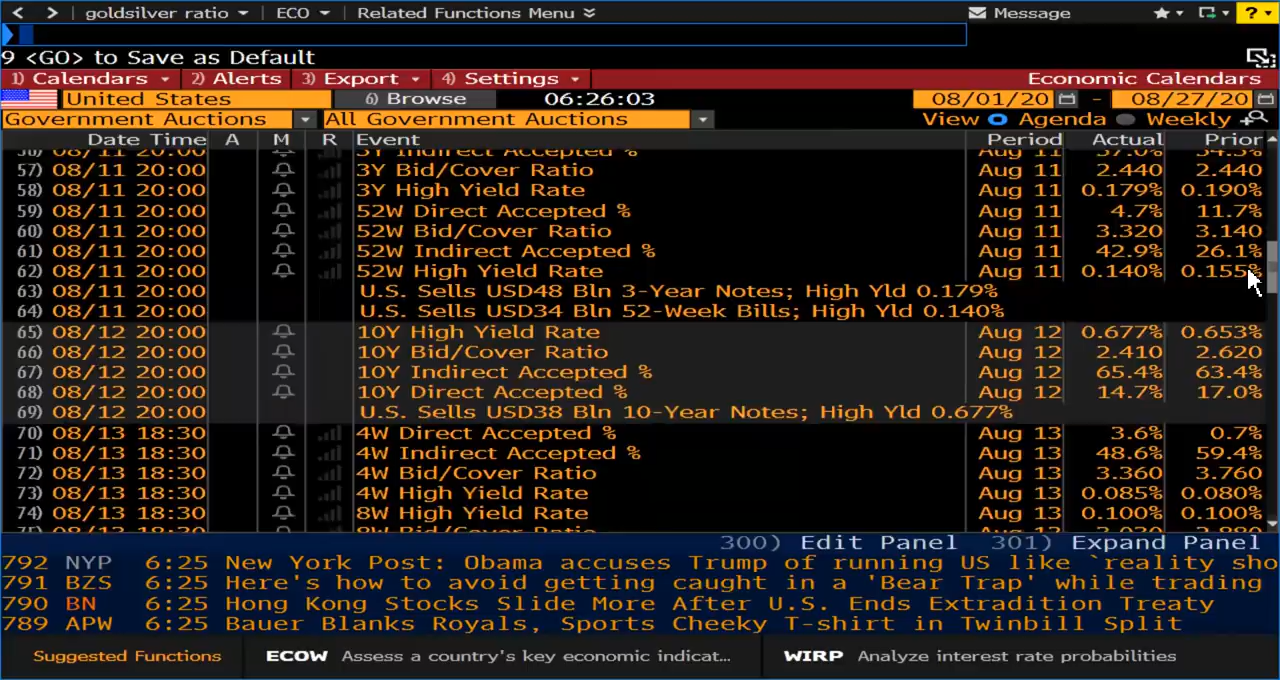 < > goldsilver ratio ECO Related Functions Menu Message ?
9 <GO> to Save as Default
1) Calendars 2) Alerts 3) Export 4) Settings Economic Calendars
United States 6) Browse 06:26:03 08/01/20 - 08/27/20
Government Auctions All Government Auctions View Agenda Weekly
Date Time A M R Event Period Actual Prior
56) 08/11 20:00 3Y Indirect Accepted % Aug 11
57) 08/11 20:00 3Y Bid/Cover Ratio Aug 11 2.440 2.440
58) 08/11 20:00 3Y High Yield Rate Aug 11 0.179% 0.190%
59) 08/11 20:00 52W Direct Accepted % Aug 11 4.7% 11.7%
60) 08/11 20:00 52W Bid/Cover Ratio Aug 11 3.320 3.140
61) 08/11 20:00 52W Indirect Accepted % Aug 11 42.9% 26.1%
62) 08/11 20:00 52W High Yield Rate Aug 11 0.140% 0.155%
63) U.S. Sells USD48 Bln 3-Year Notes; High Yld 0.179%
64) U.S. Sells USD34 Bln 52-Week Bills; High Yld 0.140%
65) 08/12 20:00 10Y High Yield Rate Aug 12 0.677% 0.653%
66) 08/12 20:00 10Y Bid/Cover Ratio Aug 12 2.410 2.620
67) 08/12 20:00 10Y Indirect Accepted % Aug 12 65.4% 63.4%
68) 08/12 20:00 10Y Direct Accepted % Aug 12 14.7% 17.0%
69) U.S. Sells USD38 Bln 10-Year Notes; High Yld 0.677%
70) 08/13 18:30 4W Direct Accepted % Aug 13 3.6% 0.7%
71) 08/13 18:30 4W Indirect Accepted % Aug 13 48.6% 59.4%
72) 08/13 18:30 4W Bid/Cover Ratio Aug 13 3.360 3.760
73) 08/13 18:30 4W High Yield Rate Aug 13 0.085% 0.080%
74) 08/13 18:30 8W High Yield Rate Aug 13 0.100% 0.100%
75) 08/13 18:30 8W Bid/Cover Ratio Aug 13
300) Edit Panel 301) Expand Panel
792 NYP 6:25 New York Post: Obama accuses Trump of running US like `reality sho
791 BZS 6:25 Here's how to avoid getting caught in a 'Bear Trap' while trading
790 BN 6:25 Hong Kong Stocks Slide More After U.S. Ends Extradition Treaty
789 APW 6:25 Bauer Blanks Royals, Sports Cheeky T-shirt in Twinbill Split
Suggested Functions ECOW Assess a country's key economic indicat... WIRP Analyze interest rate probabilities